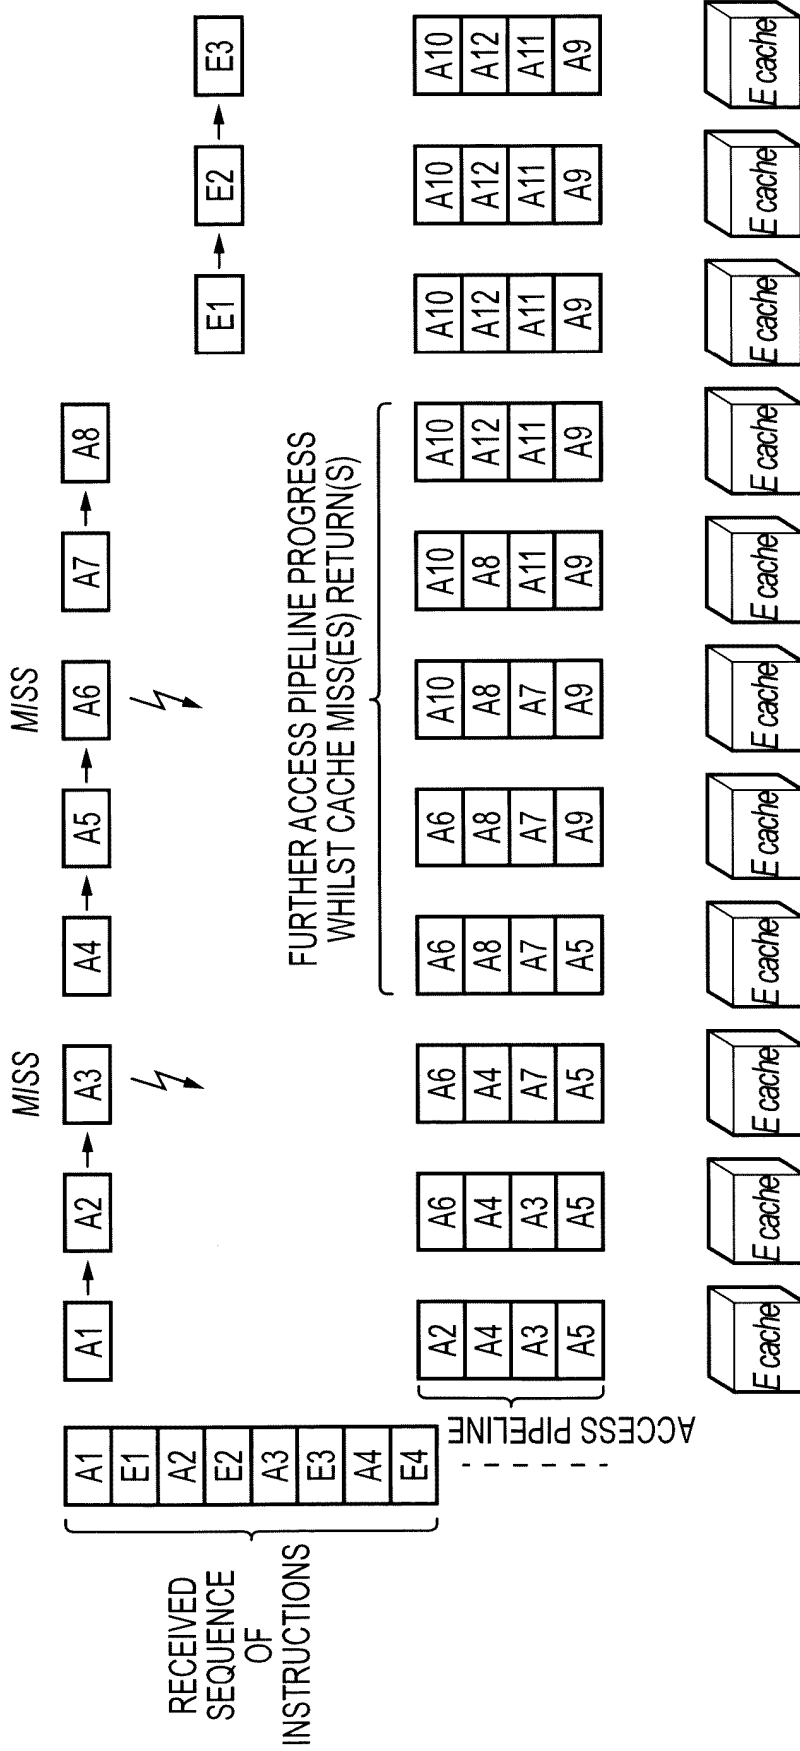 RECEIVED
SEQUENCE
OF
INSTRUCTIONS
A1
E1
A2
E2
A3
E3
A4
E4
MISS MISS
A1 A2 A3 A4 A5 A6 A7 A8
E1 E2 E3
FURTHER ACCESS PIPELINE PROGRESS
WHILST CACHE MISS(ES) RETURN(S)
ACCESS PIPELINE
A2 A6 A6 A6 A6 A10 A10 A10 A10 A10 A10
A4 A4 A4 A8 A8 A8 A8 A12 A12 A12 A12
A3 A3 A7 A7 A7 A7 A11 A11 A11 A11 A11
A5 A5 A5 A5 A9 A9 A9 A9 A9 A9 A9
E cache E cache E cache E cache E cache E cache E cache E cache E cache E cache E cache